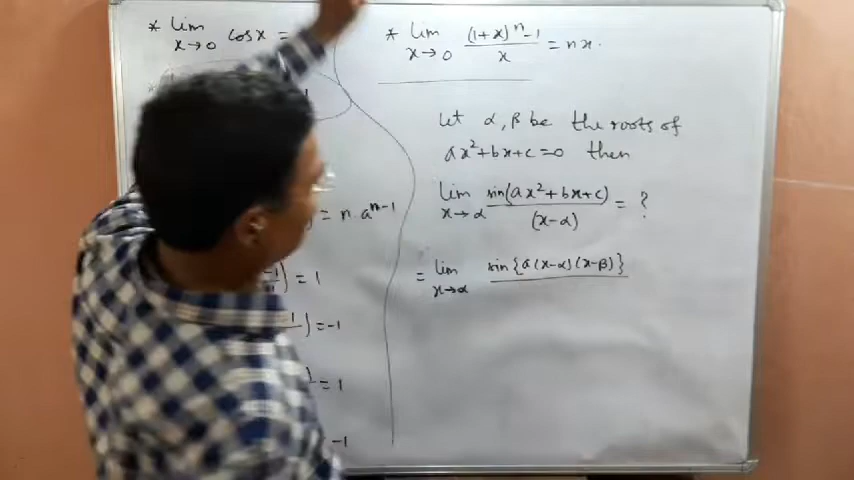 * lim x→0 cosx =
= n.a^n-1
) = 1
) = -1
= 1
-1
* lim x→0 (1+x)^n -1 / x = nx.
Let α, β be the roots of
ax²+bx+c=0 then
lim x→α sin(ax²+bx+c) / (x-α) = ?
= lim x→α sin{a(x-α)(x-β)}